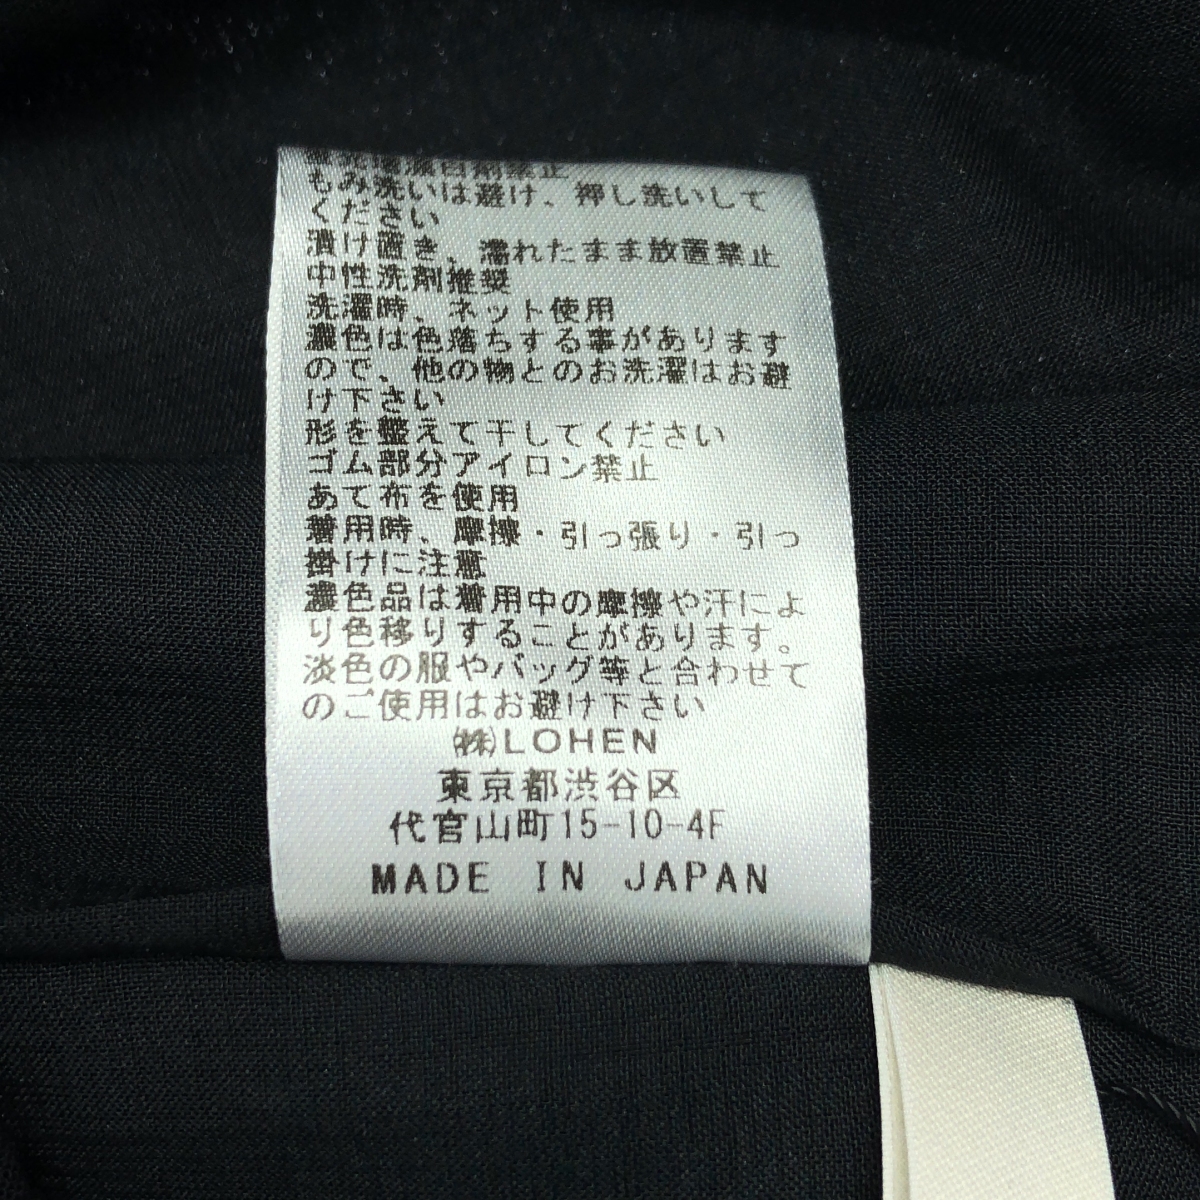 漂白剤禁止
もみ洗いは避け、押し洗いして
ください
漬け置き、濡れたまま放置禁止
中性洗剤推奨
洗濯時、ネット使用
濃色は色落ちする事があります
ので、他の物とのお洗濯はお避
け下さい
形を整えて干してください
ゴム部分アイロン禁止
あて布を使用
着用時、摩擦・引っ張り・引っ
掛けに注意
濃色品は着用中の摩擦や汗によ
り色移りすることがあります。
淡色の服やバッグ等と合わせて
のご使用はお避け下さい
㈱LOHEN
東京都渋谷区
代官山町15-10-4F
MADE IN JAPAN